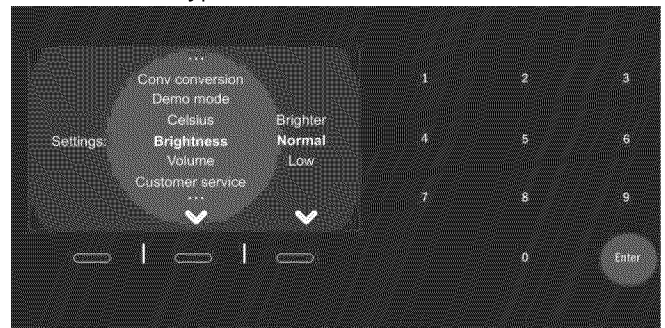 ...
Conv conversion
Demo mode
Celsius
Settings:
Brightness
Volume
Customer service
...
Brighter
Normal
Low
1 2 3
4 5 6
7 8 9
0 Enter